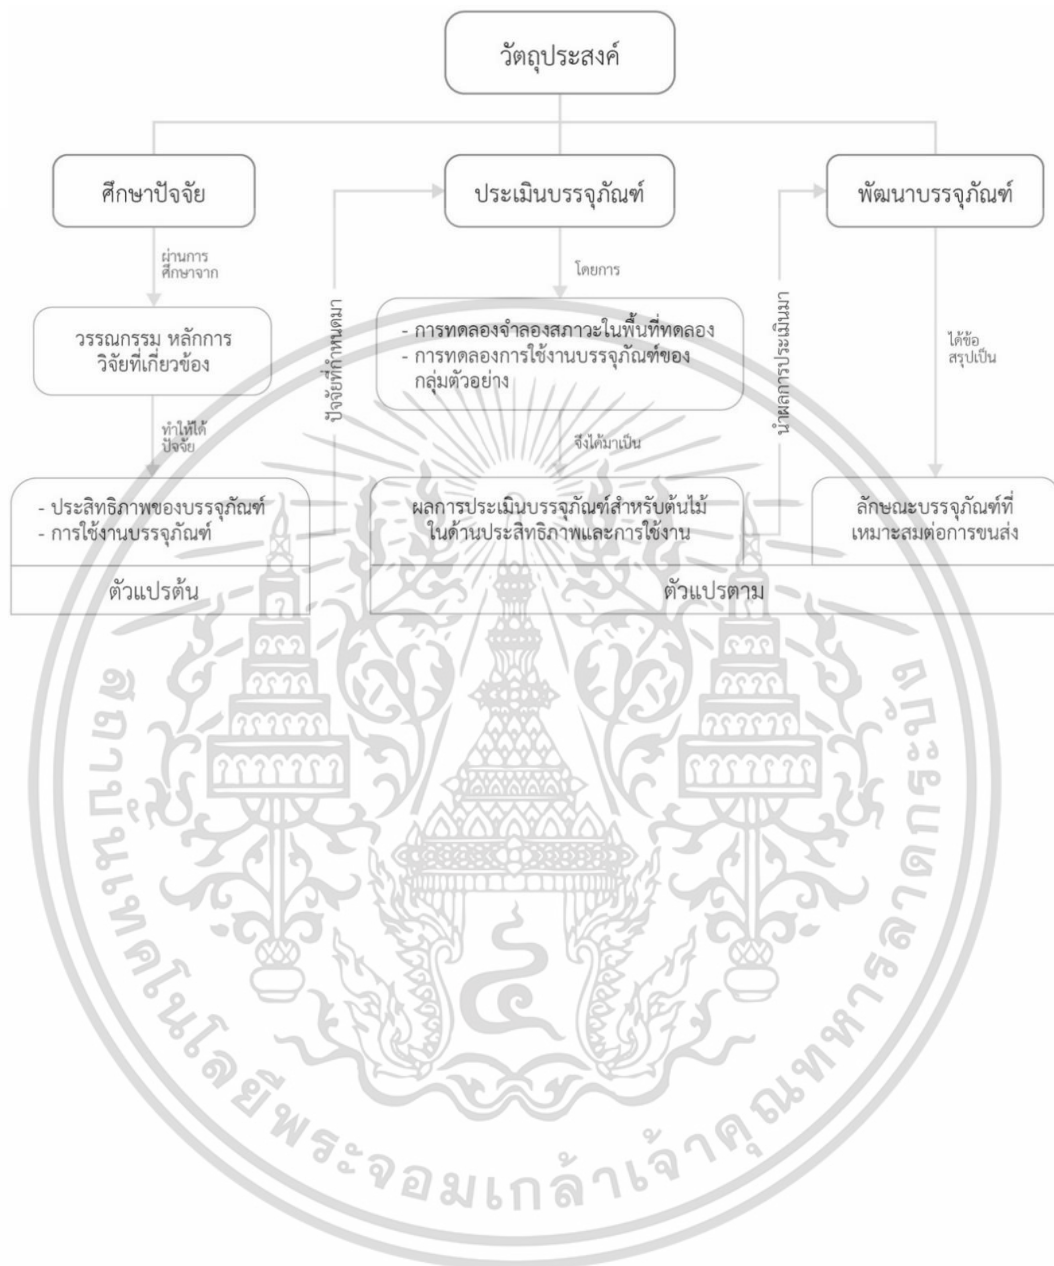 วัตถุประสงค์
ศึกษาปัจจัย
ประเมินบรรจุภัณฑ์
พัฒนาบรรจุภัณฑ์
ผ่านการ
ศึกษาจาก
วรรณกรรม หลักการ
วิจัยที่เกี่ยวข้อง
ทำให้ได้
ปัจจัย
- ประสิทธิภาพของบรรจุภัณฑ์
- การใช้งานบรรจุภัณฑ์
ตัวแปรต้น
ปัจจัยที่กำหนดมา
โดยการ
- การทดลองจำลองสภาวะในพื้นที่ทดลอง
- การทดลองการใช้งานบรรจุภัณฑ์ของ
กลุ่มตัวอย่าง
จึงได้มาเป็น
ผลการประเมินบรรจุภัณฑ์สำหรับต้นไม้
ในด้านประสิทธิภาพและการใช้งาน
นำผลการประเมินมา
ได้ข้อ
สรุปเป็น
ลักษณะบรรจุภัณฑ์ที่
เหมาะสมต่อการขนส่ง
ตัวแปรตาม
สถาบันเทคโนโลยีพระจอมเกล้าเจ้าคุณทหารลาดกระบัง